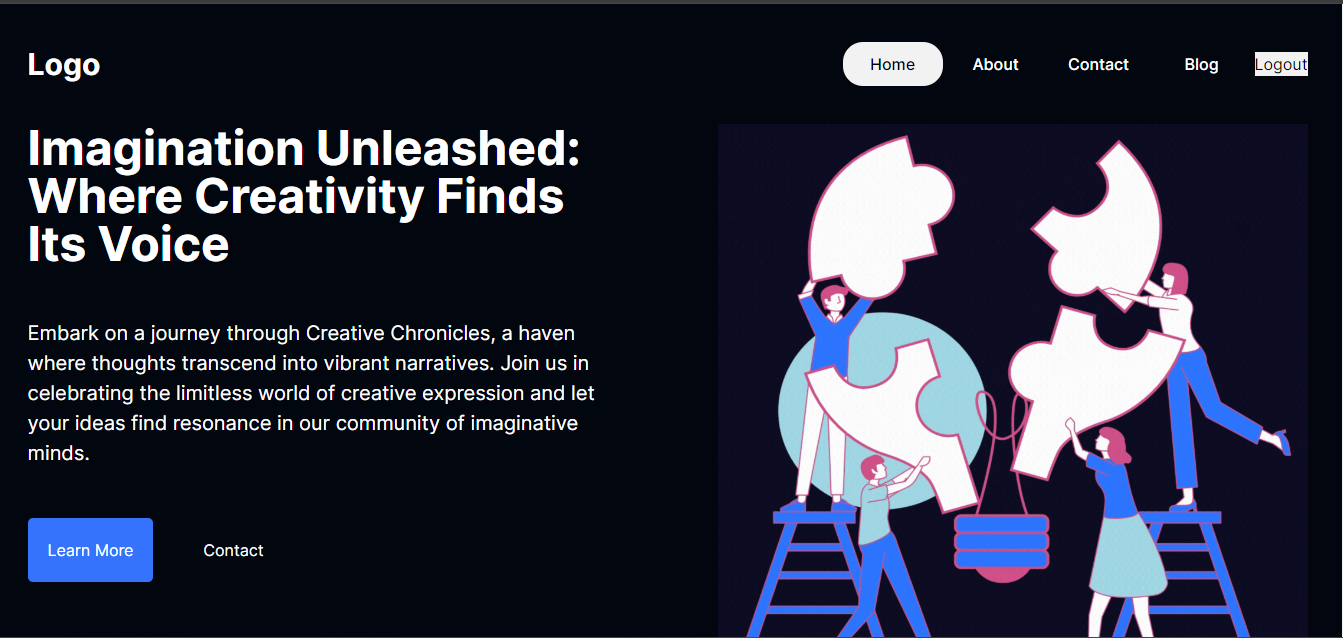 Logo
Home
About
Contact
Blog
Logout
Imagination Unleashed:
Where Creativity Finds
Its Voice
Embark on a journey through Creative Chronicles, a haven
where thoughts transcend into vibrant narratives. Join us in
celebrating the limitless world of creative expression and let
your ideas find resonance in our community of imaginative
minds.
Learn More
Contact